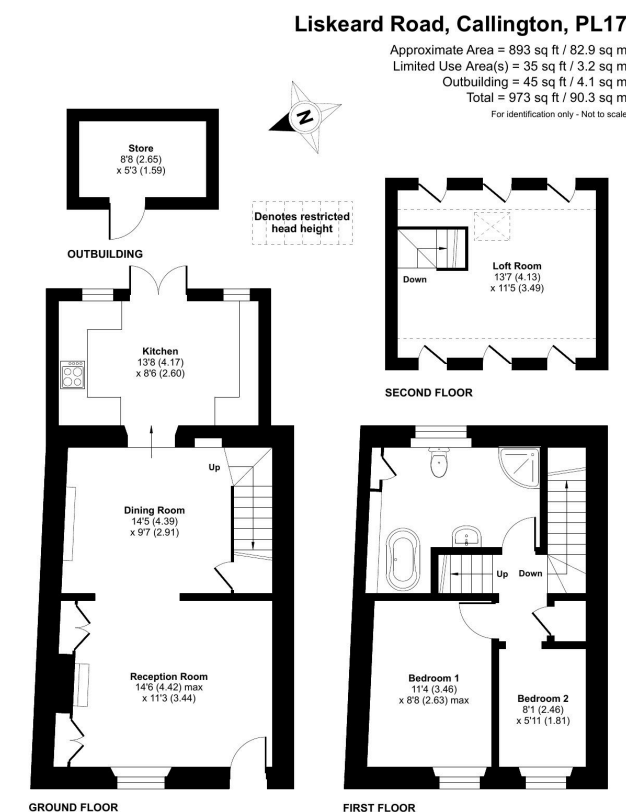 Liskeard Road, Callington, PL17
Approximate Area = 893 sq ft / 82.9 sq m
Limited Use Area(s) = 35 sq ft / 3.2 sq m
Outbuilding = 45 sq ft / 4.1 sq m
Total = 973 sq ft / 90.3 sq m
For identification only - Not to scale
N
Store
8'8 (2.65)
x 5'3 (1.59)
OUTBUILDING
Denotes restricted
head height
Loft Room
13'7 (4.13)
x 11'5 (3.49)
Down
SECOND FLOOR
Kitchen
13'8 (4.17)
x 8'6 (2.60)
Up
Dining Room
14'5 (4.39)
x 9'7 (2.91)
Reception Room
14'6 (4.42) max
x 11'3 (3.44)
GROUND FLOOR
Up
Down
Bedroom 1
11'4 (3.46)
x 8'8 (2.63) max
Bedroom 2
8'1 (2.46)
x 5'11 (1.81)
FIRST FLOOR